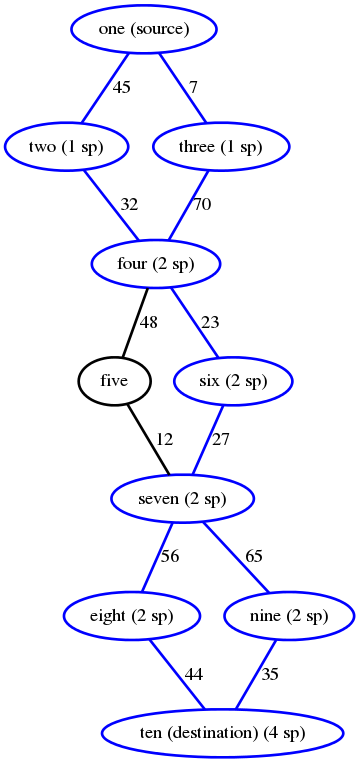 one (source)
45
7
two (1 sp)
three (1 sp)
32
70
four (2 sp)
48
23
five
six (2 sp)
12
27
seven (2 sp)
56
65
eight (2 sp)
nine (2 sp)
44
35
ten (destination) (4 sp)